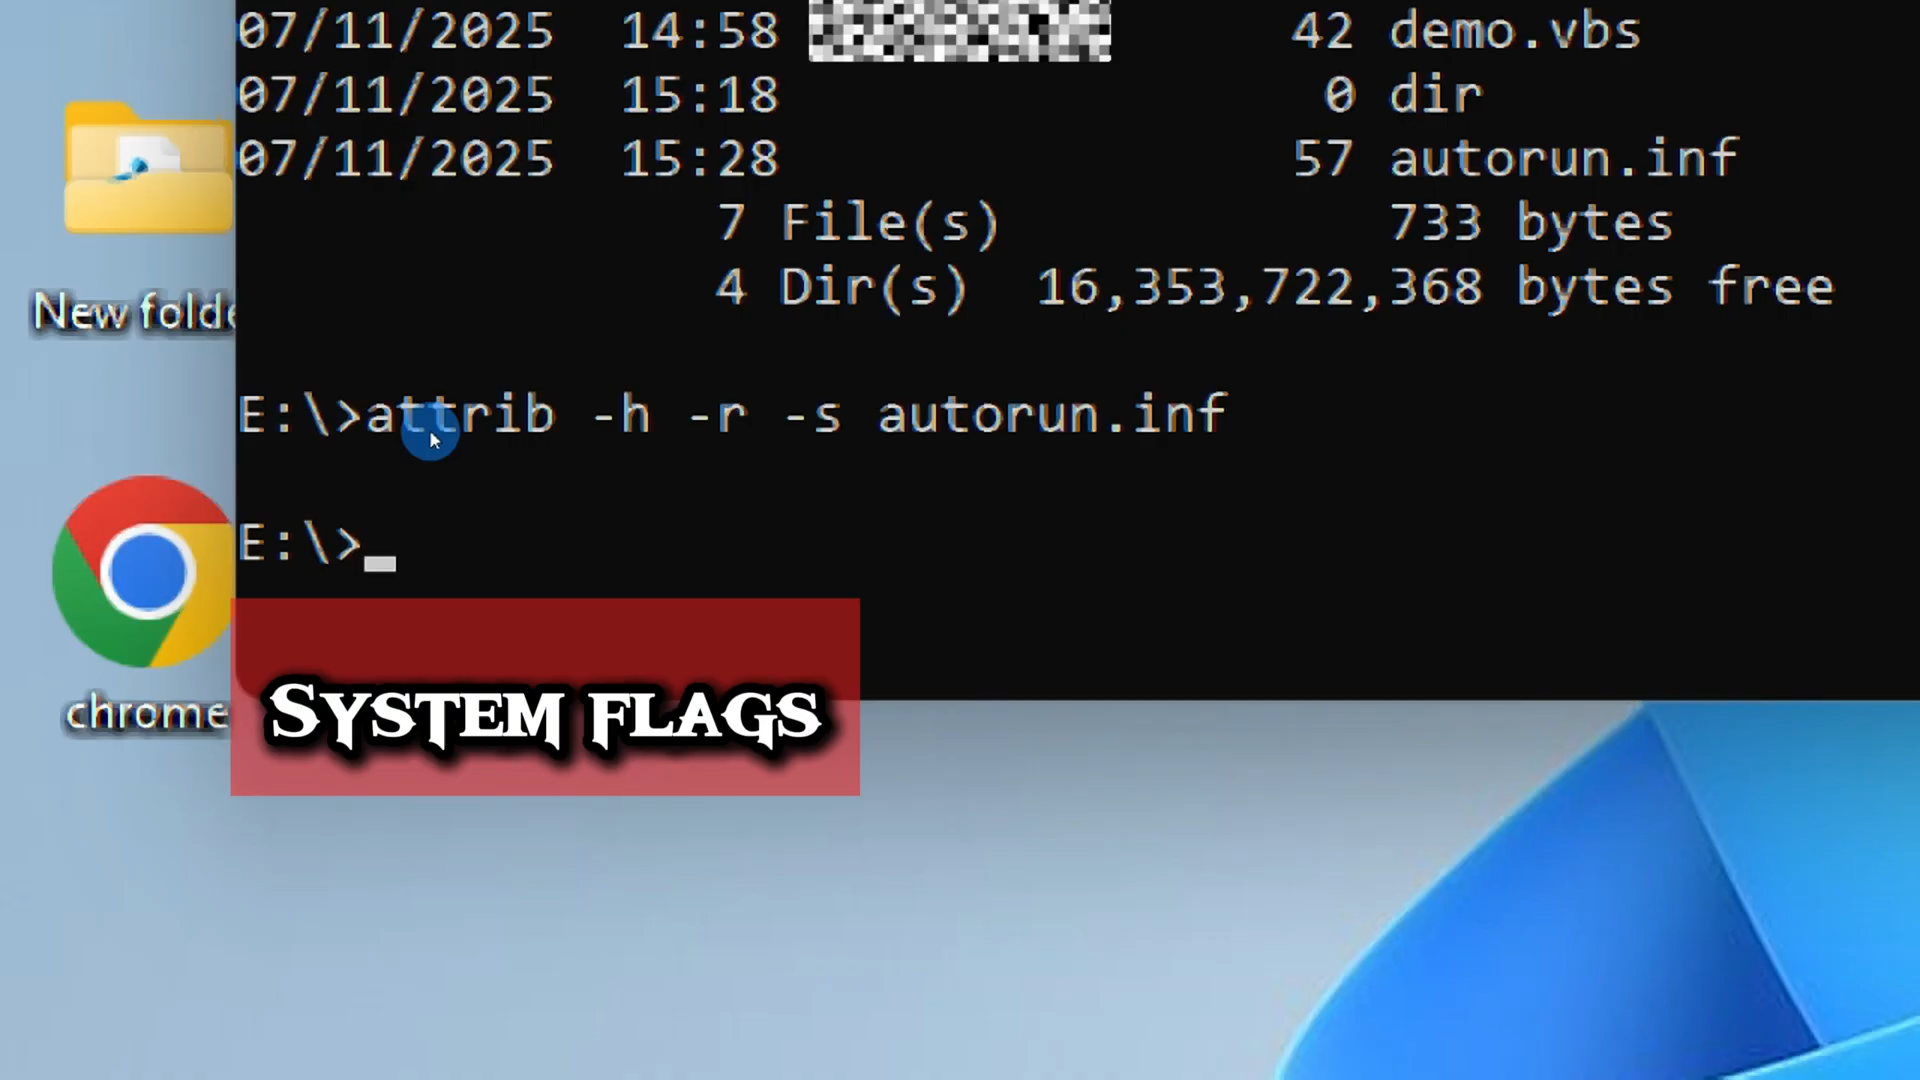 07/11/2025 14:58 42 demo.vbs
07/11/2025 15:18 0 dir
07/11/2025 15:28 57 autorun.inf
7 File(s) 733 bytes
4 Dir(s) 16,353,722,368 bytes free
New folde
E:\>attrib -h -r -s autorun.inf
E:\>_
chrome
System flags